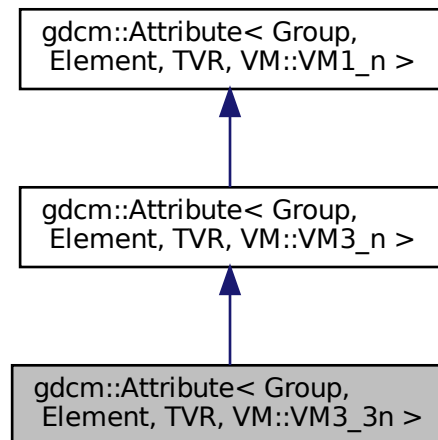 gdcm::Attribute< Group,
Element, TVR, VM::VM1_n >
gdcm::Attribute< Group,
Element, TVR, VM::VM3_n >
gdcm::Attribute< Group,
Element, TVR, VM::VM3_3n >